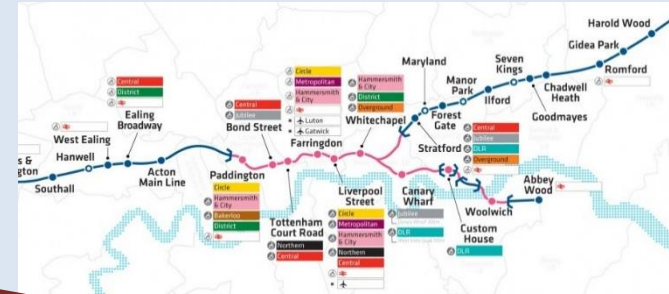 Harold Wood
Gidea Park
Romford
Seven
Kings
Chadwell
Heath
Goodmayes
Ilford
Manor
Park
Forest
Gate
Maryland
Stratford
Central
Jubilee
DLR
Overground
Hammersmith
& City
District
Overground
Whitechapel
Circle
Metropolitan
Hammersmith
& City
Luton
Gatwick
Farringdon
Central
Jubilee
Bond Street
Central
District
Ealing
Broadway
West Ealing
Hanwell
Southall
Acton
Main Line
Paddington
Circle
Hammersmith
& City
Bakerloo
District
Tottenham
Court Road
Northern
Central
Liverpool
Street
Circle
Metropolitan
Hammersmith
& City
Northern
Central
Canary
Wharf
Jubilee
DLR
Custom
House
DLR
Woolwich
Abbey
Wood